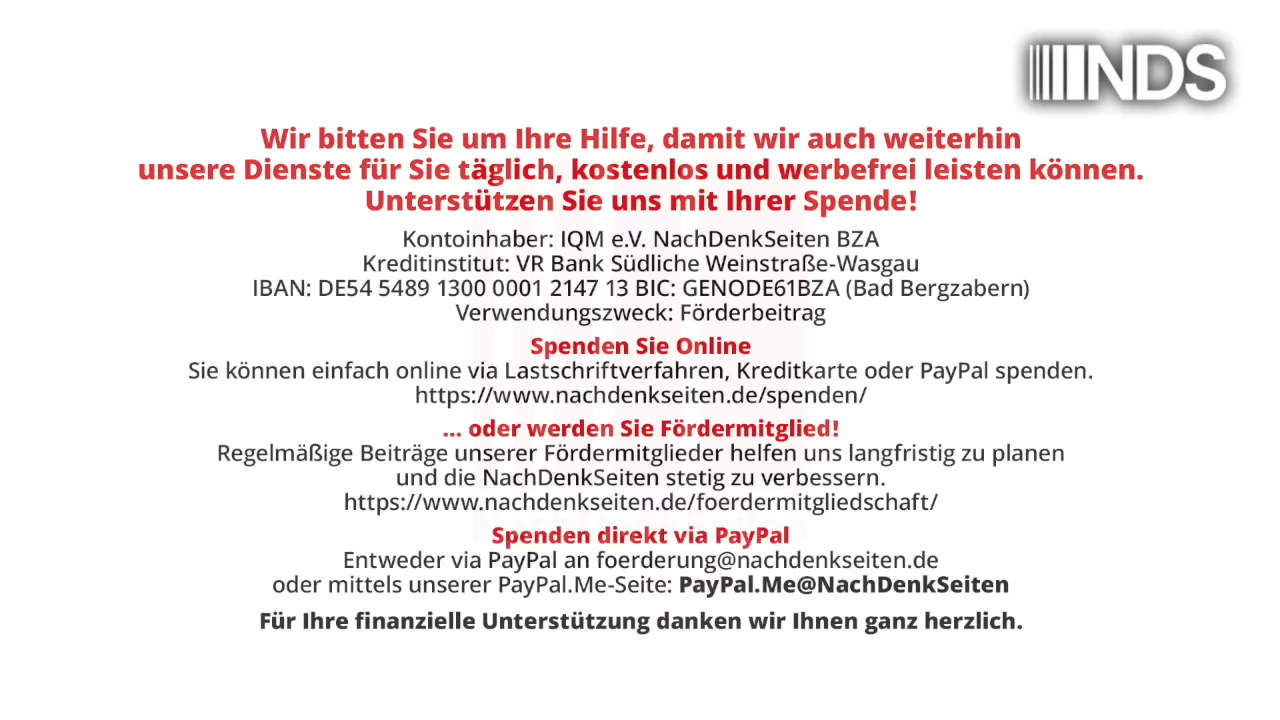 NDS
Wir bitten Sie um Ihre Hilfe, damit wir auch weiterhin
unsere Dienste für Sie täglich, kostenlos und werbefrei leisten können.
Unterstützen Sie uns mit Ihrer Spende!
Kontoinhaber: IQM e.V. NachDenkSeiten BZA
Kreditinstitut: VR Bank Südliche Weinstraße-Wasgau
IBAN: DE54 5489 1300 0001 2147 13 BIC: GENODE61BZA (Bad Bergzabern)
Verwendungszweck: Förderbeitrag
Spenden Sie Online
Sie können einfach online via Lastschriftverfahren, Kreditkarte oder PayPal spenden.
https://www.nachdenkseiten.de/spenden/
... oder werden Sie Fördermitglied!
Regelmäßige Beiträge unserer Fördermitglieder helfen uns langfristig zu planen
und die NachDenkSeiten stetig zu verbessern.
https://www.nachdenkseiten.de/foerdermitgliedschaft/
Spenden direkt via PayPal
Entweder via PayPal an foerderung@nachdenkseiten.de
oder mittels unserer PayPal.Me-Seite: PayPal.Me@NachDenkSeiten
Für Ihre finanzielle Unterstützung danken wir Ihnen ganz herzlich.